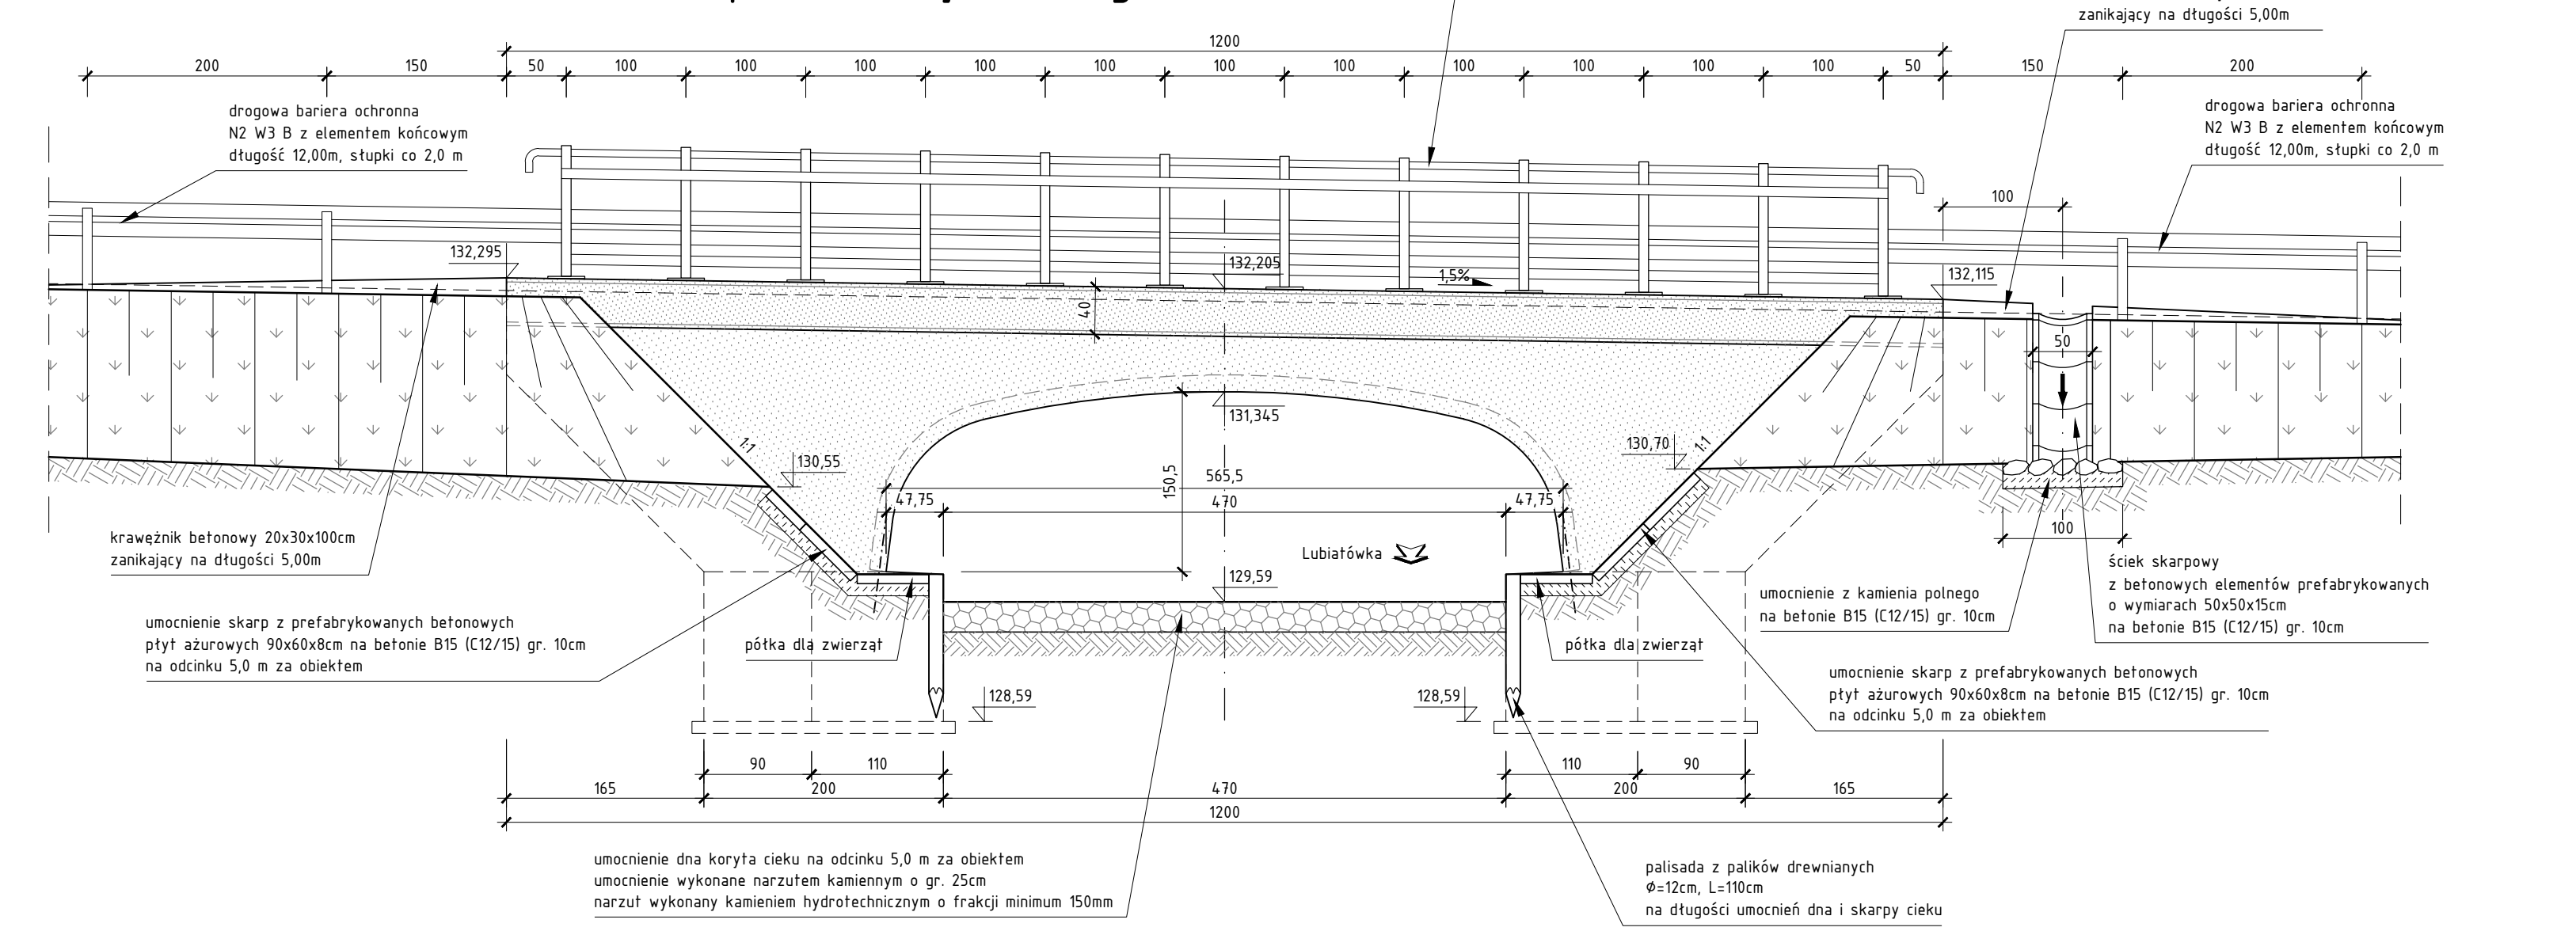 zanikający na długości 5,00m
1200
200 150 50 100 100 100 100 100 100 100 100 100 100 100 50 150 200
drogowa bariera ochronna
N2 W3 B z elementem końcowym
długość 12,00m, słupki co 2,0 m
drogowa bariera ochronna
N2 W3 B z elementem końcowym
długość 12,00m, słupki co 2,0 m
100
132,295
132,205
1,5%
132,115
40
50
131,345
1:1
130,55
130,70
1:1
150,5
565,5
47,75
470
47,75
100
Lubiatówka
129,59
krawężnik betonowy 20x30x100cm
zanikający na długości 5,00m
ściek skarpowy
z betonowych elementów prefabrykowanych
o wymiarach 50x50x15cm
na betonie B15 (C12/15) gr. 10cm
umocnienie z kamienia polnego
na betonie B15 (C12/15) gr. 10cm
umocnienie skarp z prefabrykowanych betonowych
płyt ażurowych 90x60x8cm na betonie B15 (C12/15) gr. 10cm
na odcinku 5,0 m za obiektem
półka dla zwierząt
półka dla zwierząt
umocnienie skarp z prefabrykowanych betonowych
płyt ażurowych 90x60x8cm na betonie B15 (C12/15) gr. 10cm
na odcinku 5,0 m za obiektem
128,59
128,59
90 110 110 90
165 200 470 200 165
1200
umocnienie dna koryta cieku na odcinku 5,0 m za obiektem
umocnienie wykonane narzutem kamiennym o gr. 25cm
narzut wykonany kamieniem hydrotechnicznym o frakcji minimum 150mm
palisada z palików drewnianych
Ø=12cm, L=110cm
na długości umocnień dna i skarpy cieku